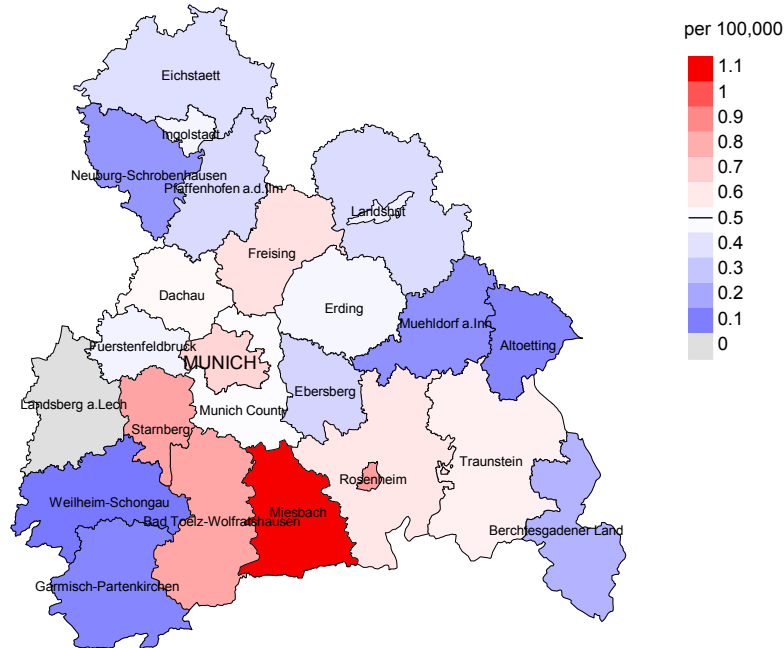 per 100,000
1.1
1
0.9
0.8
0.7
0.6
0.5
0.4
0.3
0.2
0.1
0
Eichstaett
Ingolstadt
Neuburg-Schrobenhausen
Pfaffenhofen a.d.Ilm
Landshut
Freising
Dachau
Erding
Muehldorf a.Inn
Altoetting
Fuerstenfeldbruck
MUNICH
Ebersberg
Landsberg a.Lech
Munich County
Starnberg
Traunstein
Rosenheim
Weilheim-Schongau
Miesbach
Bad Toelz-Wolfratshausen
Berchtesgadener Land
Garmisch-Partenkirchen